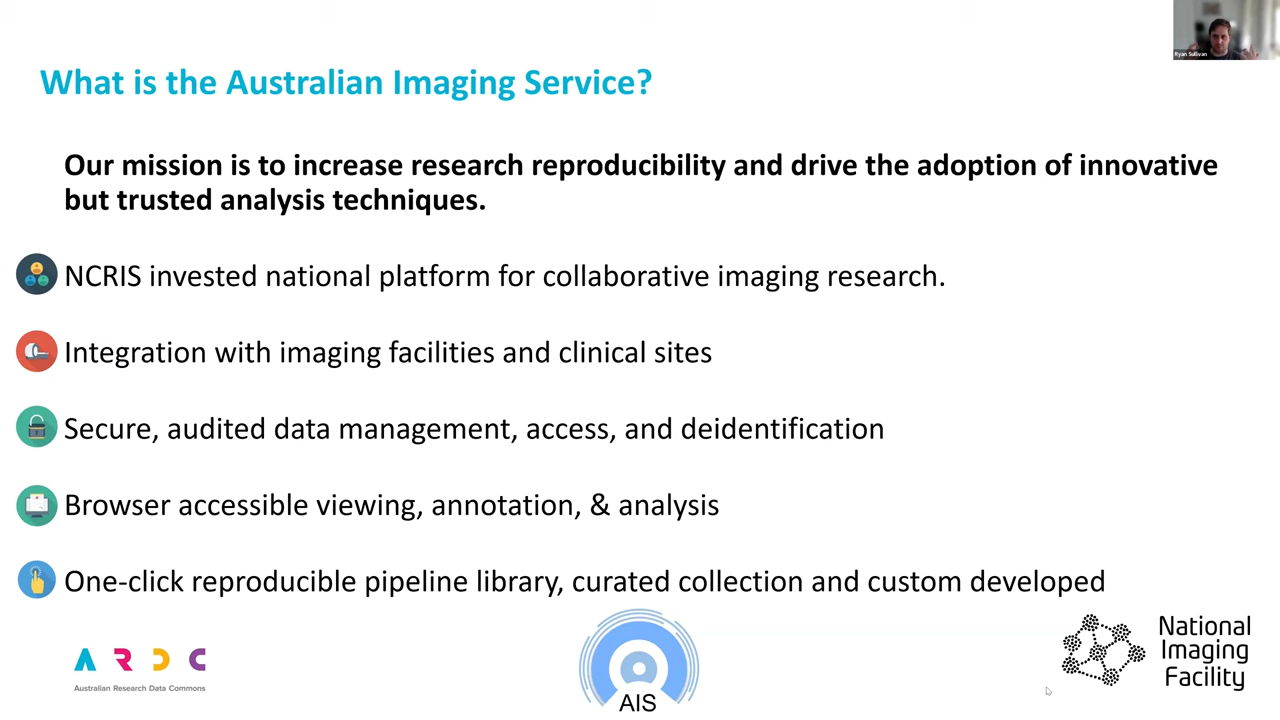 Ryan Sullivan
What is the Australian Imaging Service?
Our mission is to increase research reproducibility and drive the adoption of innovative
but trusted analysis techniques.
NCRIS invested national platform for collaborative imaging research.
Integration with imaging facilities and clinical sites
Secure, audited data management, access, and deidentification
Browser accessible viewing, annotation, & analysis
One-click reproducible pipeline library, curated collection and custom developed
ARDC
Australian Research Data Commons
AIS
National
Imaging
Facility